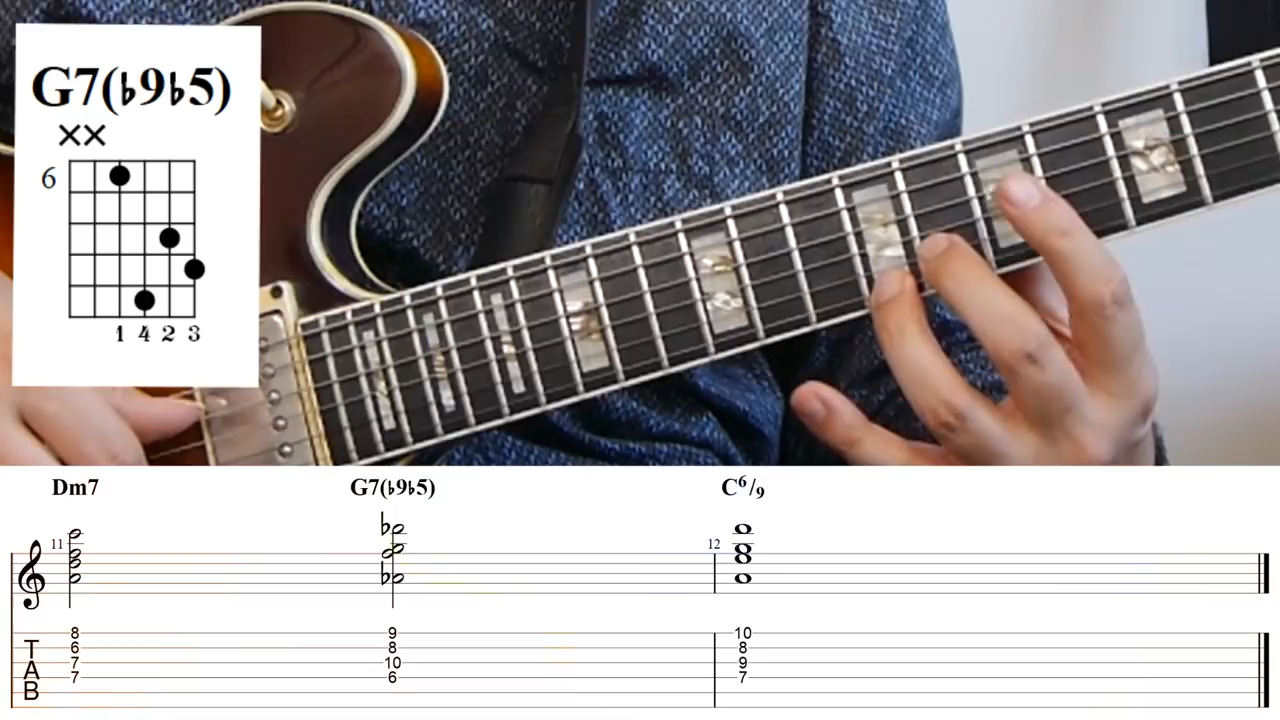 G7(♭9♭5)
××
6
1 4 2 3
Dm7 G7(♭9♭5) C6/9
11 12
8 9 10
T 6 8 8
A 7 10 9
B 7 6 7